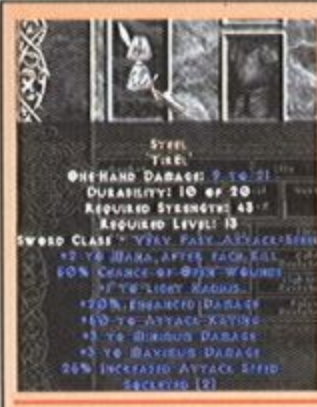 STEEL
'TIREL'
ONE-HAND DAMAGE: 9 TO 21
DURABILITY: 10 OF 20
REQUIRED STRENGTH: 43
REQUIRED LEVEL: 13
SWORD CLASS - VERY FAST ATTACK SPEED
+2 TO MANA AFTER EACH KILL
50% CHANCE OF OPEN WOUNDS
+1 TO LIGHT RADIUS
+20% ENHANCED DAMAGE
+50 TO ATTACK RATING
+3 TO MINIMUM DAMAGE
+3 TO MAXIMUM DAMAGE
25% INCREASED ATTACK SPEED
SOCKETED (2)